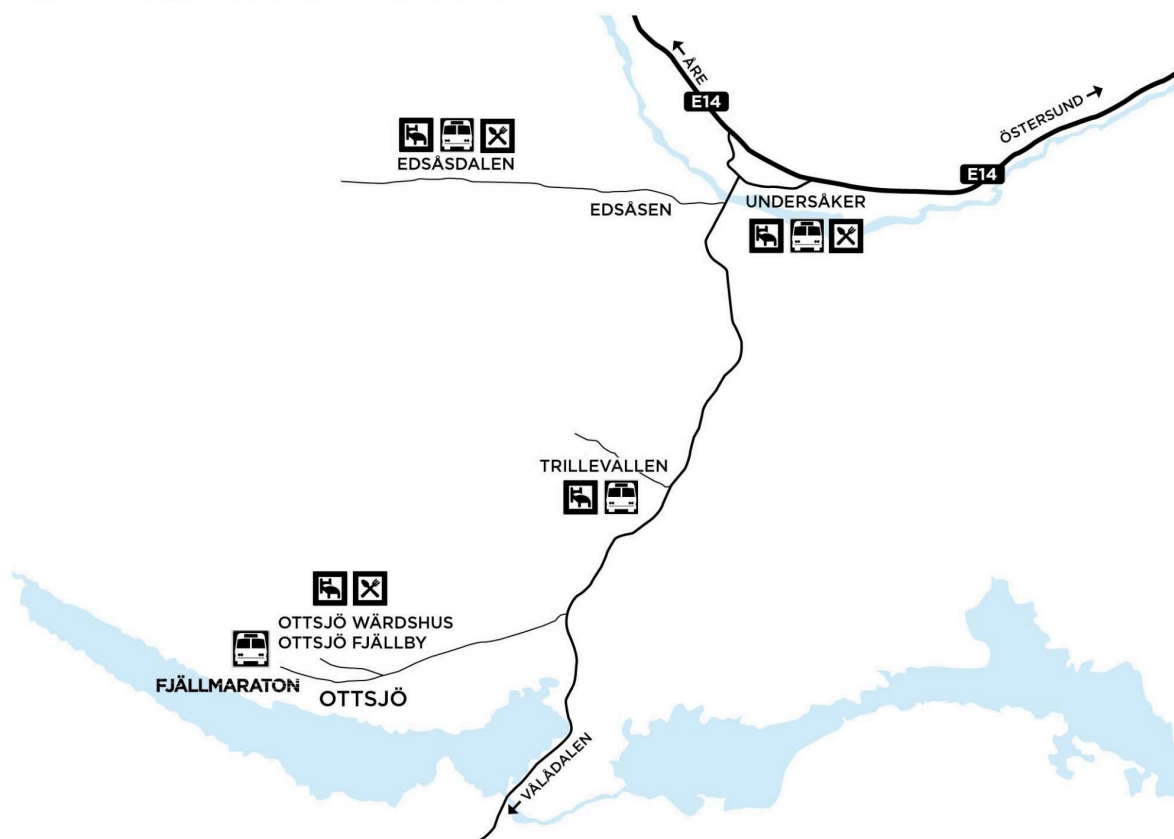 ÅRE
E14
ÖSTERSUND
E14
EDSÅSDALEN
EDSÅSEN
UNDERSÅKER
TRILLEVALLEN
OTTSJÖ WÄRDSHUS
OTTSJÖ FJÄLLBY
FJÄLLMARATON
OTTSJÖ
VÅLÅDALEN